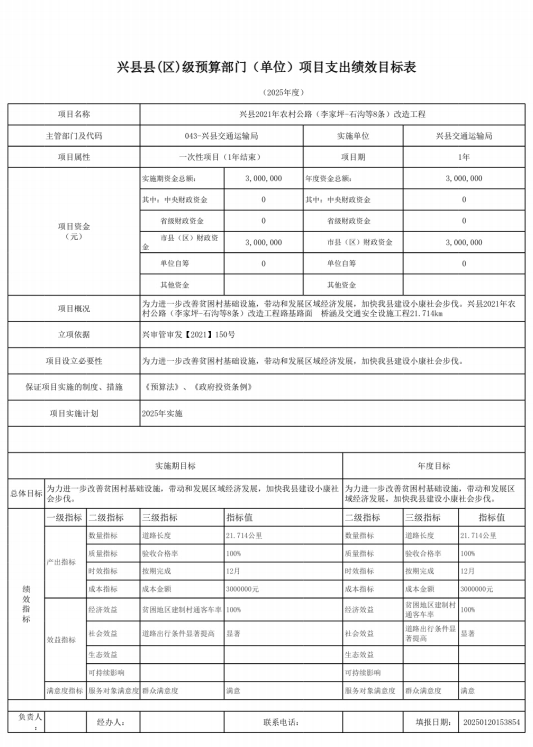 兴县县(区)级预算部门（单位）项目支出绩效目标表
（2025年度）
项目名称 兴县2021年农村公路（李家坪-石沟等8条）改造工程
主管部门及代码 043-兴县交通运输局 实施单位 兴县交通运输局
项目属性 一次性项目（1年结束） 项目期 1年
项目资金
（元）
实施期资金总额： 3,000,000 年度资金总额： 3,000,000
其中：中央财政资金 0 其中：中央财政资金 0
省级财政资金 0 省级财政资金 0
市县（区）财政资
金 3,000,000 市县（区）财政资金 3,000,000
单位自筹 0 单位自筹 0
其他资金 其他资金
项目概况 为力进一步改善贫困村基础设施，带动和发展区域经济发展，加快我县建设小康社会步伐。兴县2021年农
村公路（李家坪-石沟等8条）改造工程路基路面 桥涵及交通安全设施工程21.714km
立项依据 兴审管审发【2021】150号
项目设立必要性 为力进一步改善贫困村基础设施，带动和发展区域经济发展，加快我县建设小康社会步伐。
保证项目实施的制度、措施 《预算法》、《政府投资条例》
项目实施计划 2025年实施
实施期目标 年度目标
总体目标 为力进一步改善贫困村基础设施，带动和发展区域经济发展，加快我县建设小康社
会步伐。
为力进一步改善贫困村基础设施，带动和发展区
域经济发展，加快我县建设小康社会步伐。
绩
效
指
标
一级指标 二级指标 三级指标 指标值 二级指标 三级指标 指标值
产出指标
数量指标 道路长度 21.714公里 数量指标 道路长度 21.714公里
质量指标 验收合格率 100% 质量指标 验收合格率 100%
时效指标 按期完成 12月 时效指标 按期完成 12月
成本指标 成本金额 3000000元 成本指标 成本金额 3000000元
效益指标
经济效益 贫困地区建制村通客车率 100% 经济效益 贫困地区建制村
通客车率 100%
社会效益 道路出行条件显著提高 显著 社会效益 道路出行条件显
著提高 显著
生态效益 生态效益
可持续影响 可持续影响
满意度指标 服务对象满意度 群众满意度 满意 服务对象满意度 群众满意度 满意
负责人
：
经办人： 联系电话： 填报日期： 20250120153854